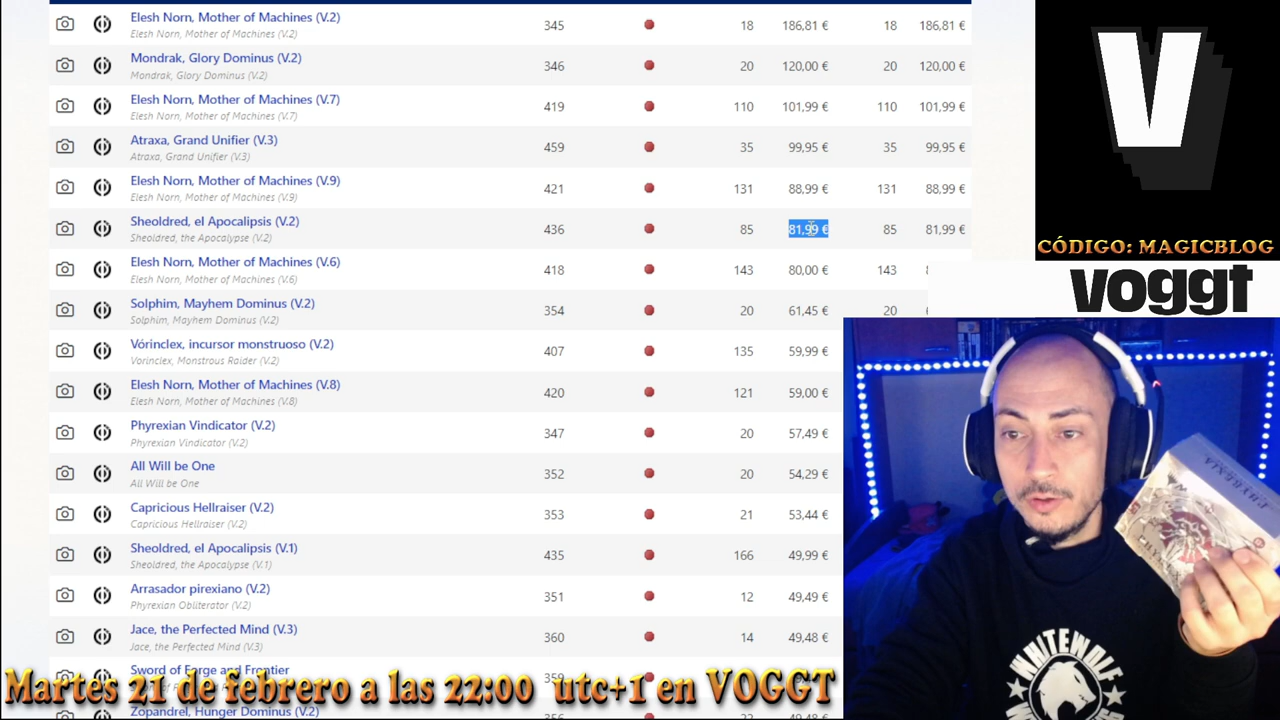 Elesh Norn, Mother of Machines (V.2) 345 18 186,81 € 18 186,81 €
Elesh Norn, Mother of Machines (V.2)
Mondrak, Glory Dominus (V.2) 346 20 120,00 € 20 120,00 €
Mondrak, Glory Dominus (V.2)
Elesh Norn, Mother of Machines (V.7) 419 110 101,99 € 110 101,99 €
Elesh Norn, Mother of Machines (V.7)
Atraxa, Grand Unifier (V.3) 459 35 99,95 € 35 99,95 €
Atraxa, Grand Unifier (V.3)
Elesh Norn, Mother of Machines (V.9) 421 131 88,99 € 131 88,99 €
Elesh Norn, Mother of Machines (V.9)
Sheoldred, el Apocalipsis (V.2) 436 85 81,99 € 85 81,99 €
Sheoldred, the Apocalypse (V.2)
Elesh Norn, Mother of Machines (V.6) 418 143 80,00 € 143
Elesh Norn, Mother of Machines (V.6)
Solphim, Mayhem Dominus (V.2) 354 20 61,45 € 20
Solphim, Mayhem Dominus (V.2)
Vórinclex, incursor monstruoso (V.2) 407 135 59,99 €
Vorinclex, Monstrous Raider (V.2)
Elesh Norn, Mother of Machines (V.8) 420 121 59,00 €
Elesh Norn, Mother of Machines (V.8)
Phyrexian Vindicator (V.2) 347 20 57,49 €
Phyrexian Vindicator (V.2)
All Will be One 352 20 54,29 €
All Will be One
Capricious Hellraiser (V.2) 353 21 53,44 €
Capricious Hellraiser (V.2)
Sheoldred, el Apocalipsis (V.1) 435 166 49,99 €
Sheoldred, the Apocalypse (V.1)
Arrasador pirexiano (V.2) 351 12 49,49 €
Phyrexian Obliterator (V.2)
Jace, the Perfected Mind (V.3) 360 14 49,48 €
Jace, the Perfected Mind (V.3)
Sword of Forge and Frontier
Zopandrel, Hunger Dominus (V.2)
Martes 21 de febrero a las 22:00 utc+1 en VOGGT
V
CÓDIGO: MAGICBLOG
voggt
PHYREXIA
WHITEWOLF